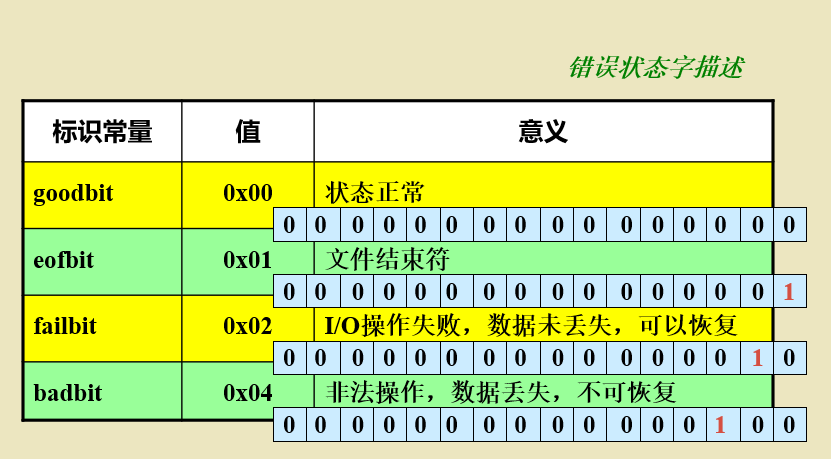 错误状态字描述
标识常量 值 意义
goodbit 0x00 状态正常
0 0 0 0 0 0 0 0 0 0 0 0 0 0 0 0
eofbit 0x01 文件结束符
0 0 0 0 0 0 0 0 0 0 0 0 0 0 0 1
failbit 0x02 I/O操作失败，数据未丢失，可以恢复
0 0 0 0 0 0 0 0 0 0 0 0 0 0 1 0
badbit 0x04 非法操作，数据丢失，不可恢复
0 0 0 0 0 0 0 0 0 0 0 0 0 1 0 0